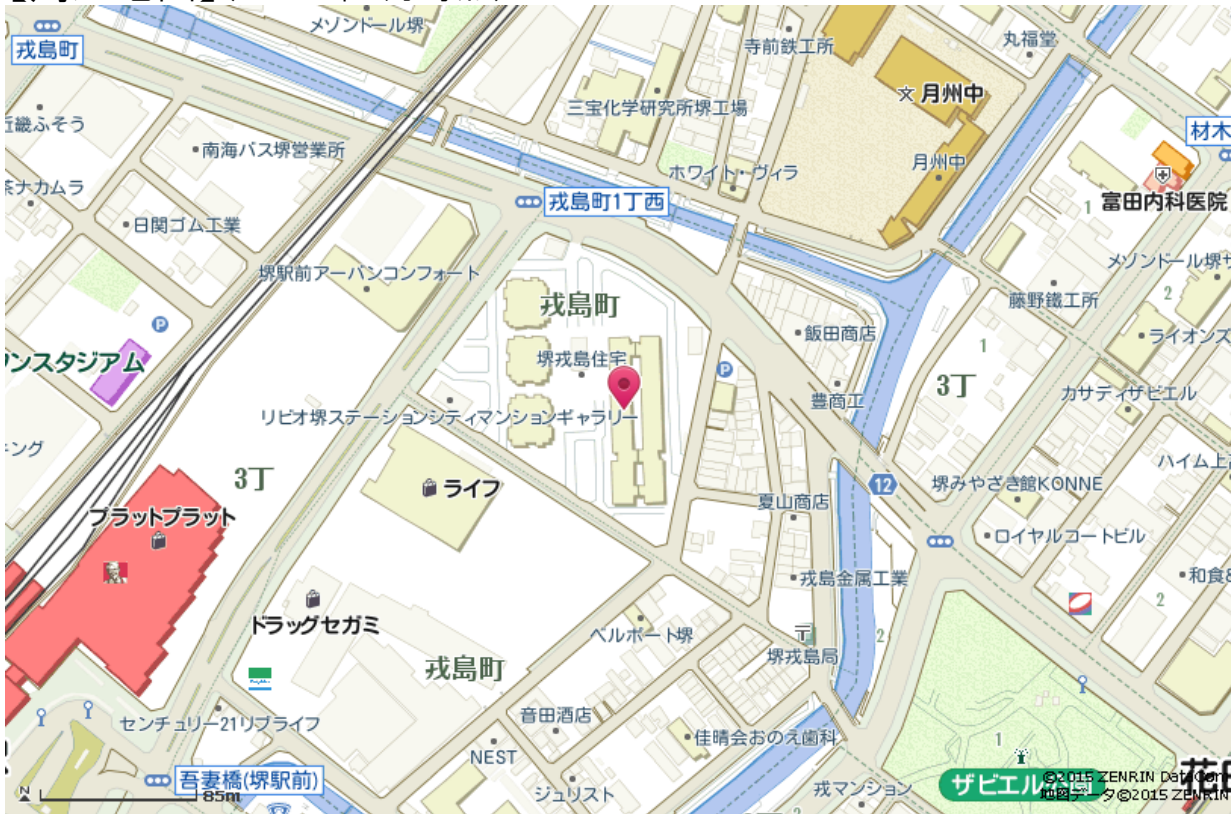 メゾンドール堺
戎島町
寺前鉄工所
丸福堂
月州中
三宝化学研究所堺工場
近畿ふそう
材木
南海バス堺営業所
月州中
ホワイト・ヴィラ
茶ナカムラ
戎島町1丁西
1
富田内科医院
日関ゴム工業
メゾンドール堺サ
堺駅前アーバンコンフォート
戎島町
2
藤野鐵工所
P
飯田商店
ライオンズ
ンスタジアム
堺戎島住宅
1
P
3丁
カサディザビエル
豊商工
リビオ堺ステーションシティマンションギャラリー
キング
ハイム上
3丁
ライフ
12
堺みやざき館KONNE
夏山商店
プラットプラット
ロイヤルコートビル
戎島金属工業
和食&
2
ドラッグセガミ
ベルポート堺
〒
2
堺戎島局
戎島町
音田酒店
センチュリー21リブライフ
佳晴会おのえ歯科
1
NEST
吾妻橋(堺駅前)
N
85m
ジュリスト
戎マンション
ザビエル公園
©2015 ZENRIN DataCom
地図データ©2015 ZENRIN